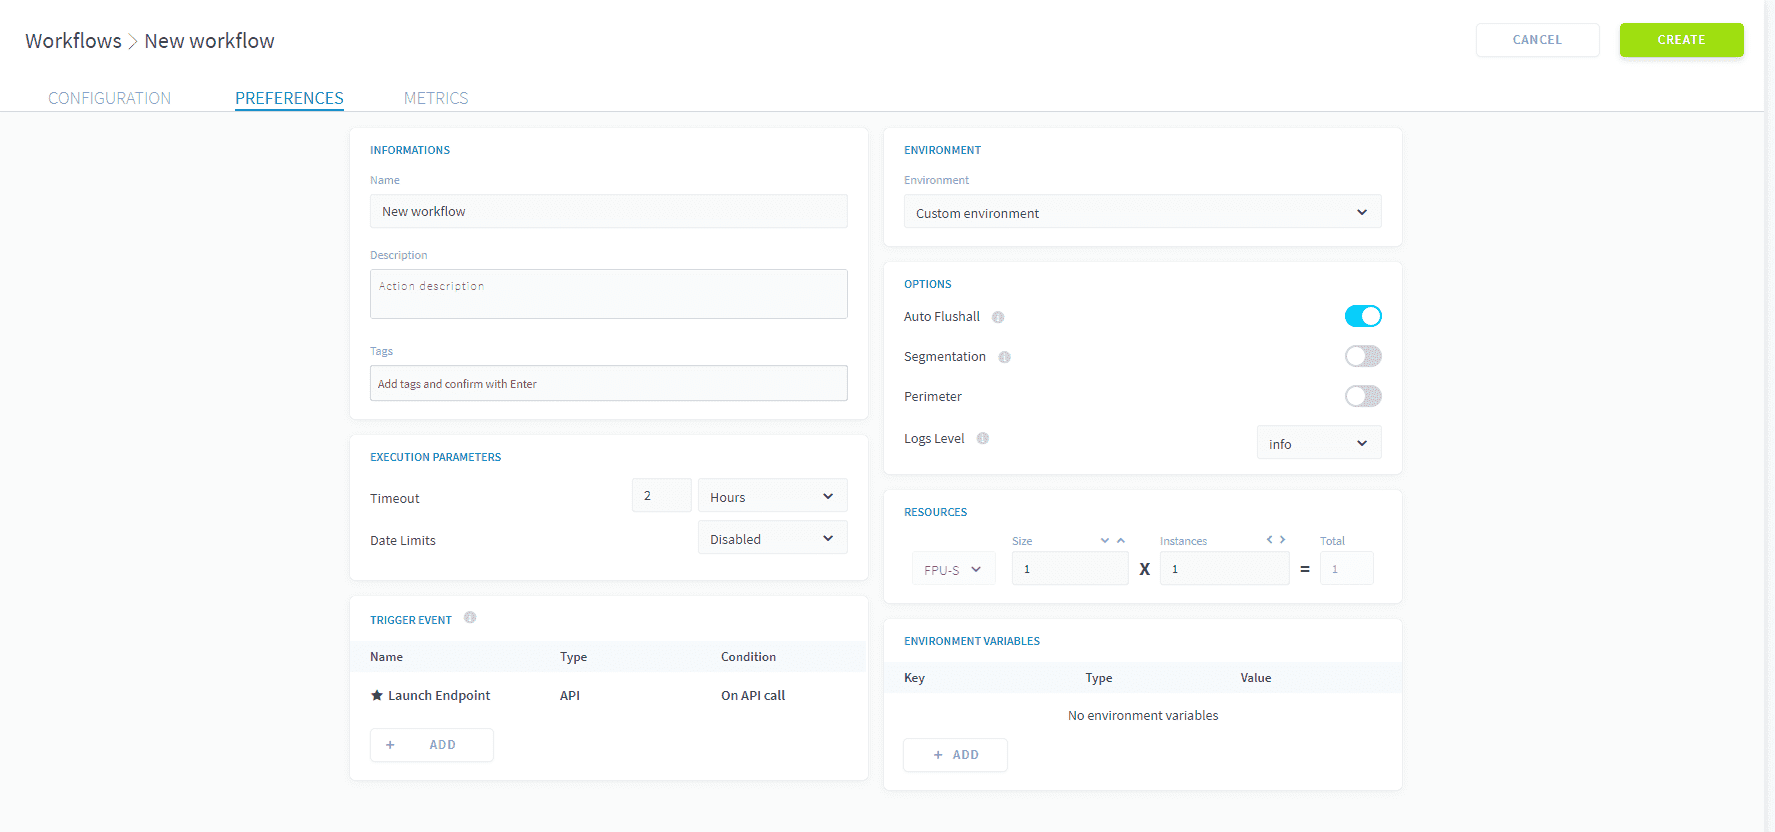 Workflows > New workflow
CANCEL
CREATE
CONFIGURATION
PREFERENCES
METRICS
INFORMATIONS
Name
New workflow
Description
Action description
Tags
Add tags and confirm with Enter
EXECUTION PARAMETERS
Timeout
2
Hours
Date Limits
Disabled
TRIGGER EVENT
Name Type Condition
★ Launch Endpoint API On API call
+ ADD
ENVIRONMENT
Environment
Custom environment
OPTIONS
Auto Flushall
Segmentation
Perimeter
Logs Level
info
RESOURCES
Size Instances Total
FPU-S 1 X 1 = 1
ENVIRONMENT VARIABLES
Key Type Value
No environment variables
+ ADD